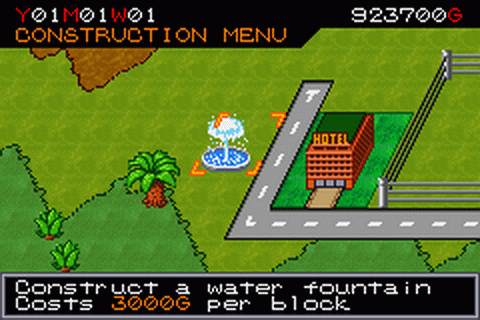 Y01M01W01
923700G
CONSTRUCTION MENU
HOTEL
Construct a water fountain
Costs 3000G per block